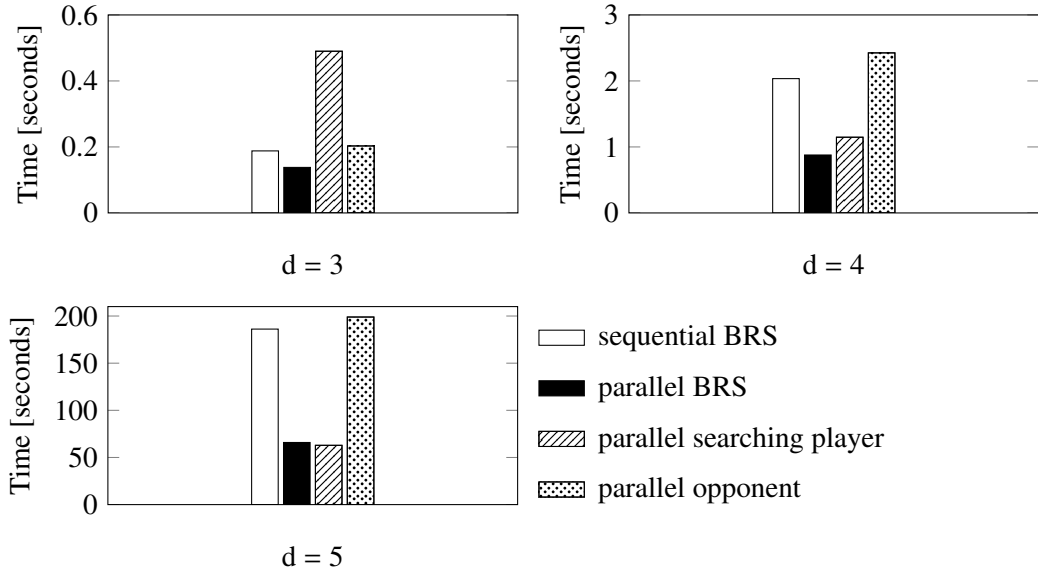 Time [seconds]
0.6
0.4
0.2
0
d = 3
Time [seconds]
3
2
1
0
d = 4
Time [seconds]
200
150
100
50
0
d = 5
sequential BRS
parallel BRS
parallel searching player
parallel opponent